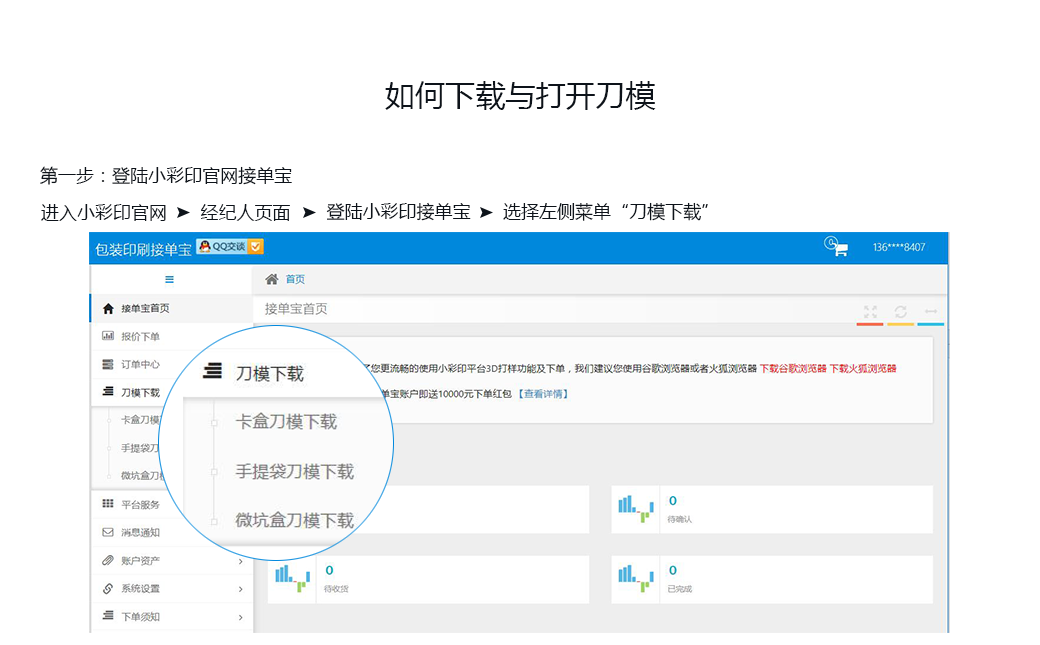 如何下载与打开刀模
第一步：登陆小彩印官网接单宝
进入小彩印官网 ➤ 经纪人页面 ➤ 登陆小彩印接单宝 ➤ 选择左侧菜单“刀模下载”
包装印刷接单宝 QQ交谈 0 136****8407
首页
接单宝首页
接单宝首页
报价下单
订单中心
刀模下载
卡盒刀模
手提袋刀
微坑盒刀
平台服务
消息通知
账户资产
系统设置
下单须知
刀模下载
卡盒刀模下载
手提袋刀模下载
微坑盒刀模下载
了您更流畅的使用小彩印平台3D打样功能及下单，我们建议您使用谷歌浏览器或者火狐浏览器 下载谷歌浏览器 下载火狐浏览器
单宝账户即送10000元下单红包 【查看详情】
0
待确认
0
待收货
0
已完成